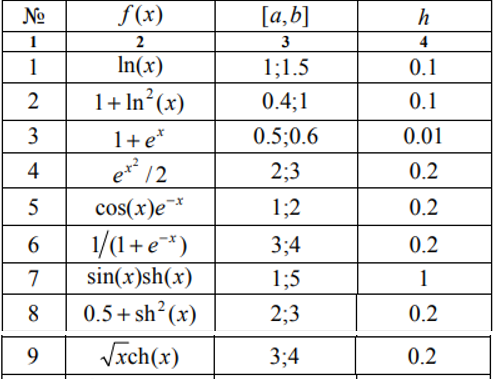 № f(x) [a,b] h
1 2 3 4
1 ln(x) 1;1.5 0.1
2 1+ln²(x) 0.4;1 0.1
3 1+eˣ 0.5;0.6 0.01
4 e^{x²}/2 2;3 0.2
5 cos(x)e⁻ˣ 1;2 0.2
6 1/(1+e⁻ˣ) 3;4 0.2
7 sin(x)sh(x) 1;5 1
8 0.5+sh²(x) 2;3 0.2
9 √xch(x) 3;4 0.2